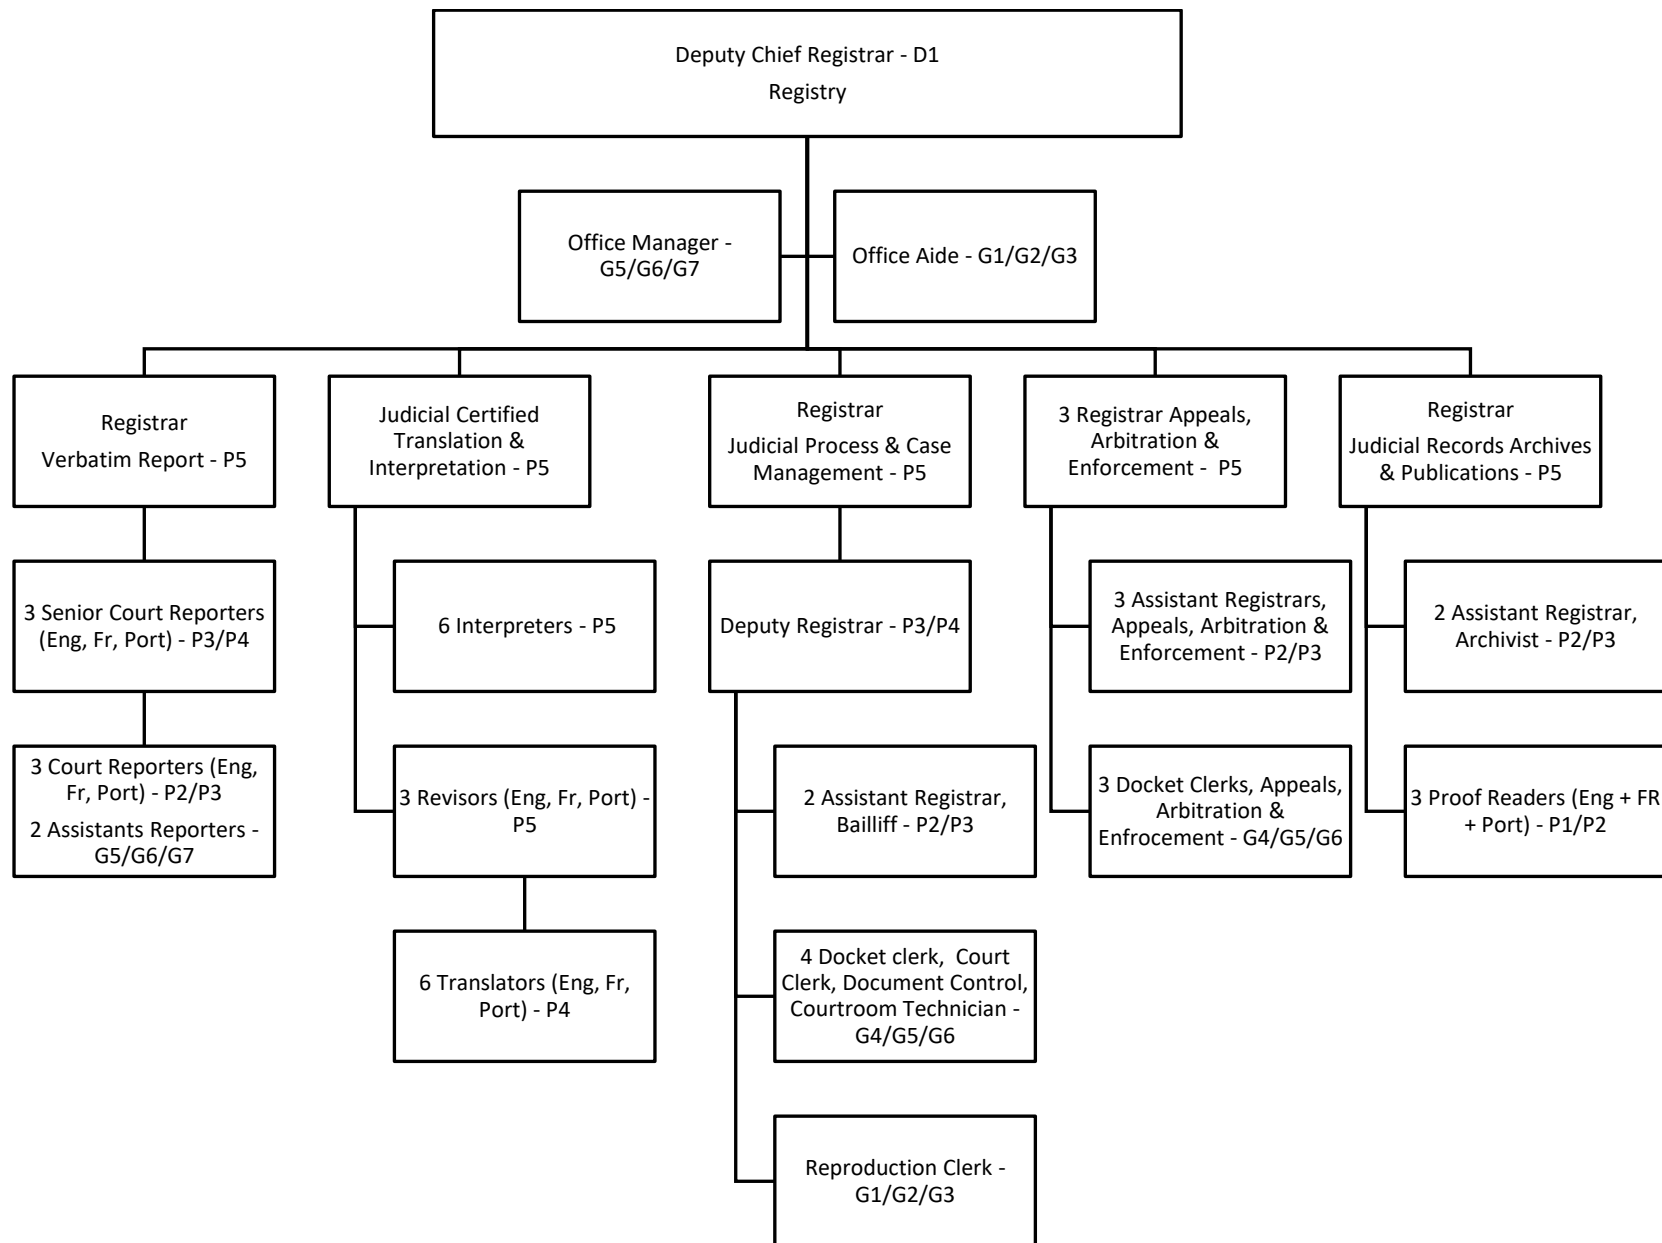 Deputy Chief Registrar - D1
Registry
Office Manager -
G5/G6/G7
Office Aide - G1/G2/G3
Registrar
Verbatim Report - P5
Judicial Certified
Translation &
Interpretation - P5
Registrar
Judicial Process & Case
Management - P5
3 Registrar Appeals,
Arbitration &
Enforcement -  P5
Registrar
Judicial Records Archives
& Publications - P5
3 Senior Court Reporters
(Eng, Fr, Port) - P3/P4
6 Interpreters - P5
Deputy Registrar - P3/P4
3 Assistant Registrars,
Appeals, Arbitration &
Enforcement - P2/P3
2 Assistant Registrar,
Archivist - P2/P3
3 Court Reporters (Eng,
Fr, Port) - P2/P3
2 Assistants Reporters -
G5/G6/G7
3 Revisors (Eng, Fr, Port) -
P5
2 Assistant Registrar,
Bailliff - P2/P3
3 Docket Clerks, Appeals,
Arbitration &
Enfrocement - G4/G5/G6
3 Proof Readers (Eng + FR
+ Port) - P1/P2
6 Translators (Eng, Fr,
Port) - P4
4 Docket clerk,  Court
Clerk, Document Control,
Courtroom Technician -
G4/G5/G6
Reproduction Clerk -
G1/G2/G3